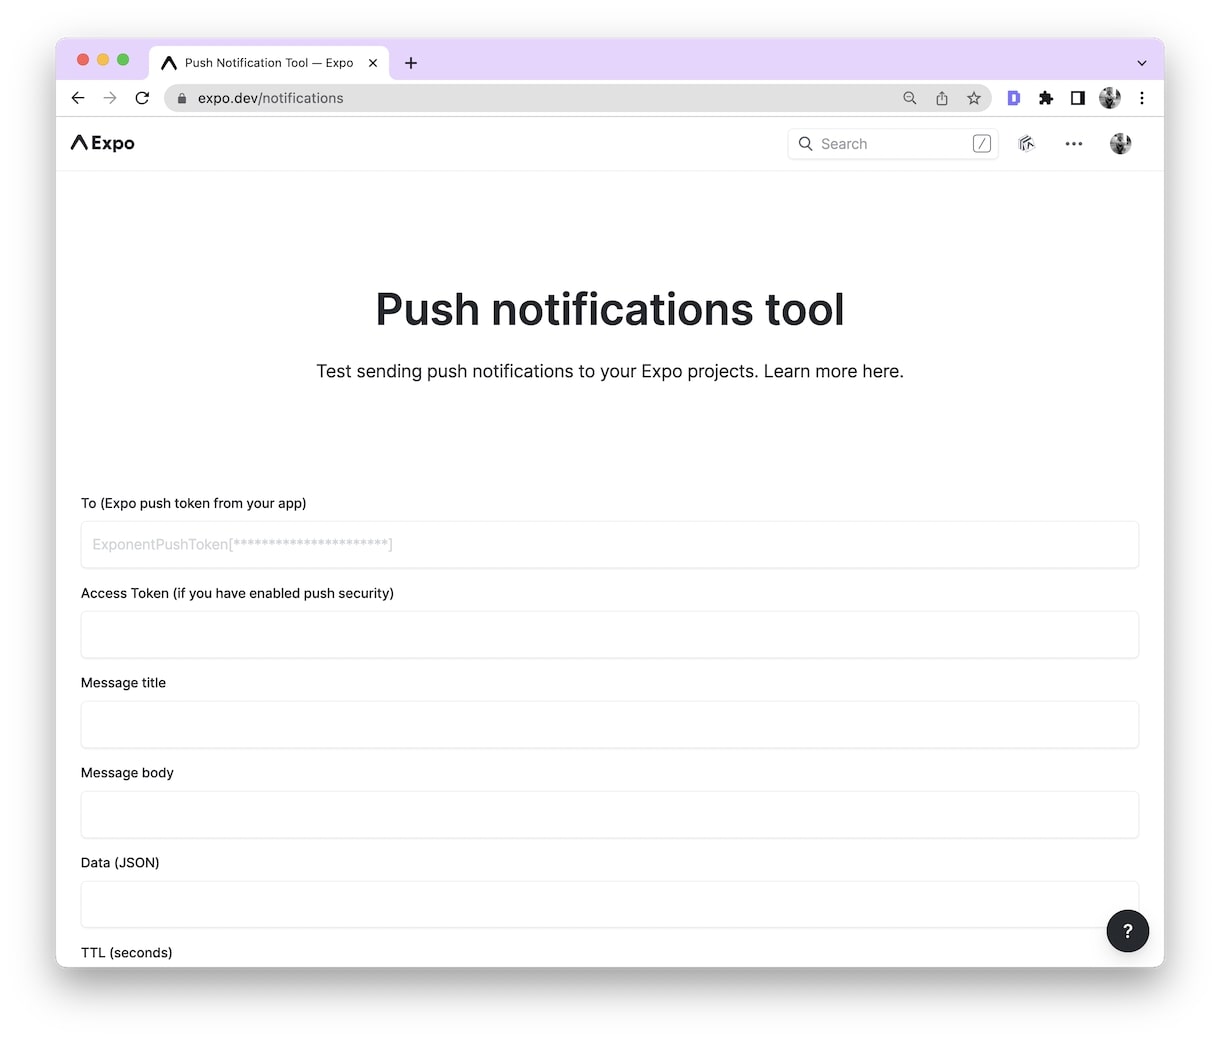 Push Notification Tool — Expo
expo.dev/notifications
Expo
Search
/
Push notifications tool
Test sending push notifications to your Expo projects. Learn more here.
To (Expo push token from your app)
ExponentPushToken[**********************]
Access Token (if you have enabled push security)
Message title
Message body
Data (JSON)
TTL (seconds)
?